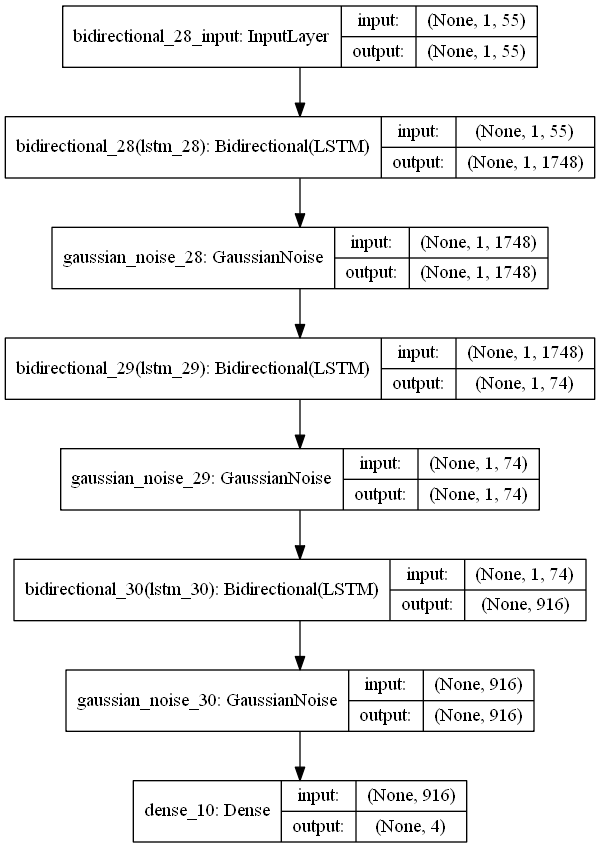 bidirectional_28_input: InputLayer
input: (None, 1, 55)
output: (None, 1, 55)
bidirectional_28(lstm_28): Bidirectional(LSTM)
input: (None, 1, 55)
output: (None, 1, 1748)
gaussian_noise_28: GaussianNoise
input: (None, 1, 1748)
output: (None, 1, 1748)
bidirectional_29(lstm_29): Bidirectional(LSTM)
input: (None, 1, 1748)
output: (None, 1, 74)
gaussian_noise_29: GaussianNoise
input: (None, 1, 74)
output: (None, 1, 74)
bidirectional_30(lstm_30): Bidirectional(LSTM)
input: (None, 1, 74)
output: (None, 916)
gaussian_noise_30: GaussianNoise
input: (None, 916)
output: (None, 916)
dense_10: Dense
input: (None, 916)
output: (None, 4)